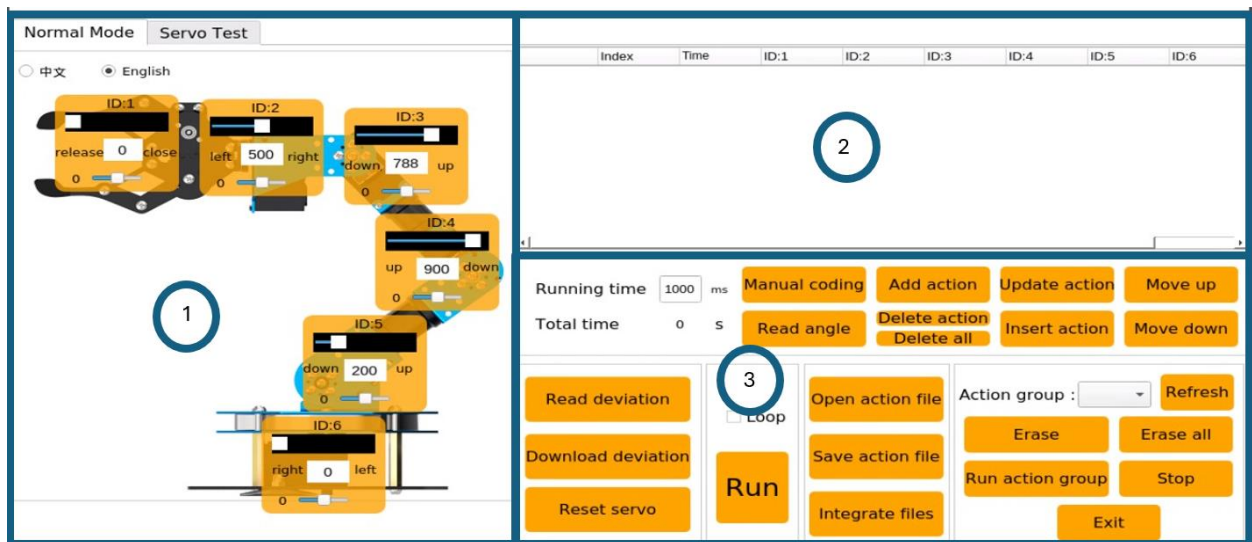 Normal Mode Servo Test
中文 English
ID:1
release 0 close
0
ID:2
left 500 right
0
ID:3
down 788 up
0
ID:4
up 900 down
0
1
ID:5
down 200 up
0
ID:6
right 0 left
0
Index Time ID:1 ID:2 ID:3 ID:4 ID:5 ID:6
2
Running time 1000 ms
Total time 0 S
Manual coding Add action Update action Move up
Read angle Delete action Insert action Move down
Delete all
3
Read deviation
Download deviation
Reset servo
Loop
Run
Open action file
Save action file
Integrate files
Action group : Refresh
Erase Erase all
Run action group Stop
Exit